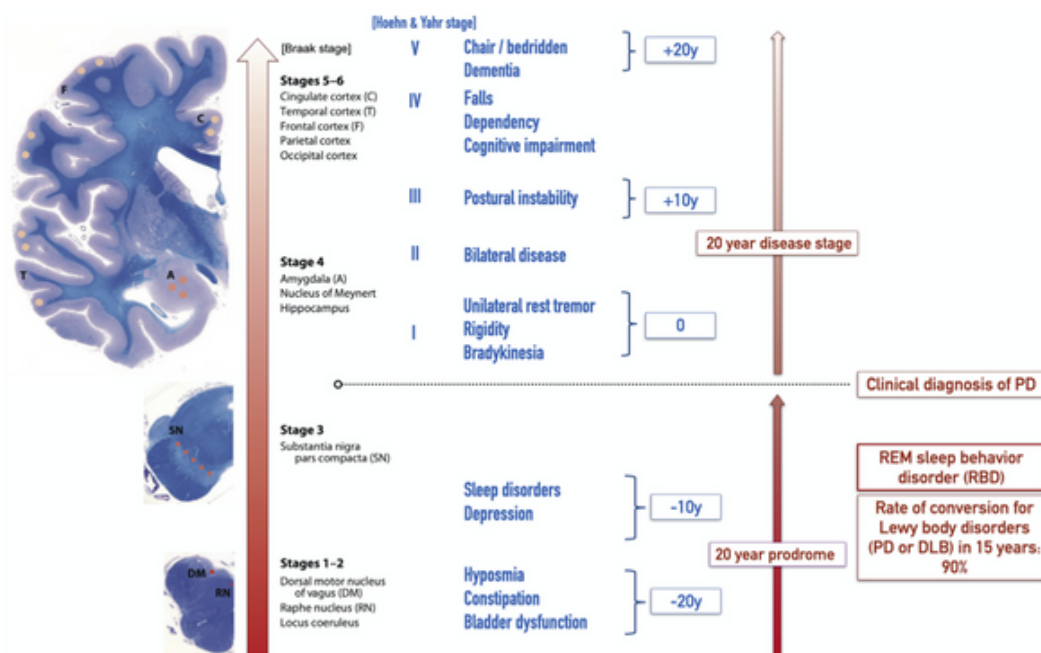 [Hoehn & Yahr stage]
[Braak stage]
V
Chair / bedridden
Dementia
+20y
Stages 5–6
Cingulate cortex (C)
Temporal cortex (T)
Frontal cortex (F)
Parietal cortex
Occipital cortex
IV
Falls
Dependency
Cognitive impairment
F
C
III
Postural instability
+10y
20 year disease stage
II
Bilateral disease
Stage 4
Amygdala (A)
Nucleus of Meynert
Hippocampus
T
A
I
Unilateral rest tremor
Rigidity
Bradykinesia
0
Clinical diagnosis of PD
Stage 3
Substantia nigra
pars compacta (SN)
SN
Sleep disorders
Depression
-10y
REM sleep behavior
disorder (RBD)
Rate of conversion for
Lewy body disorders
(PD or DLB) in 15 years:
90%
20 year prodrome
Stages 1–2
Dorsal motor nucleus
of vagus (DM)
Raphe nucleus (RN)
Locus coeruleus
DM
RN
Hyposmia
Constipation
Bladder dysfunction
-20y